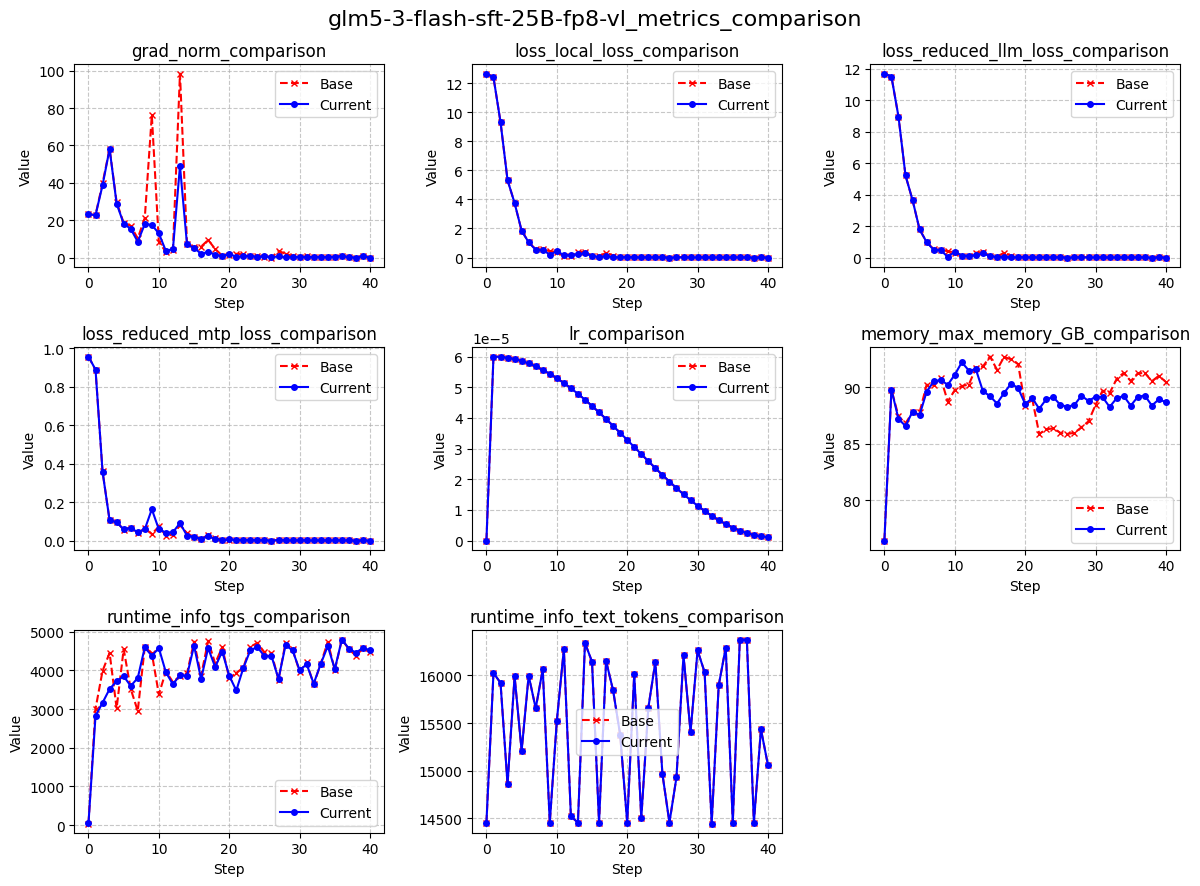 glm5-3-flash-sft-25B-fp8-vl_metrics_comparison
grad_norm_comparison
Value
100
80
60
40
20
0
0 10 20 30 40
Step
Base
Current
loss_local_loss_comparison
Value
12
10
8
6
4
2
0
0 10 20 30 40
Step
Base
Current
loss_reduced_llm_loss_comparison
Value
12
10
8
6
4
2
0
0 10 20 30 40
Step
Base
Current
loss_reduced_mtp_loss_comparison
Value
1.0
0.8
0.6
0.4
0.2
0.0
0 10 20 30 40
Step
Base
Current
lr_comparison
1e−5
Value
6
5
4
3
2
1
0
0 10 20 30 40
Step
Base
Current
memory_max_memory_GB_comparison
Value
90
85
80
0 10 20 30 40
Step
Base
Current
runtime_info_tgs_comparison
Value
5000
4000
3000
2000
1000
0
0 10 20 30 40
Step
Base
Current
runtime_info_text_tokens_comparison
Value
16000
15500
15000
14500
0 10 20 30 40
Step
Base
Current